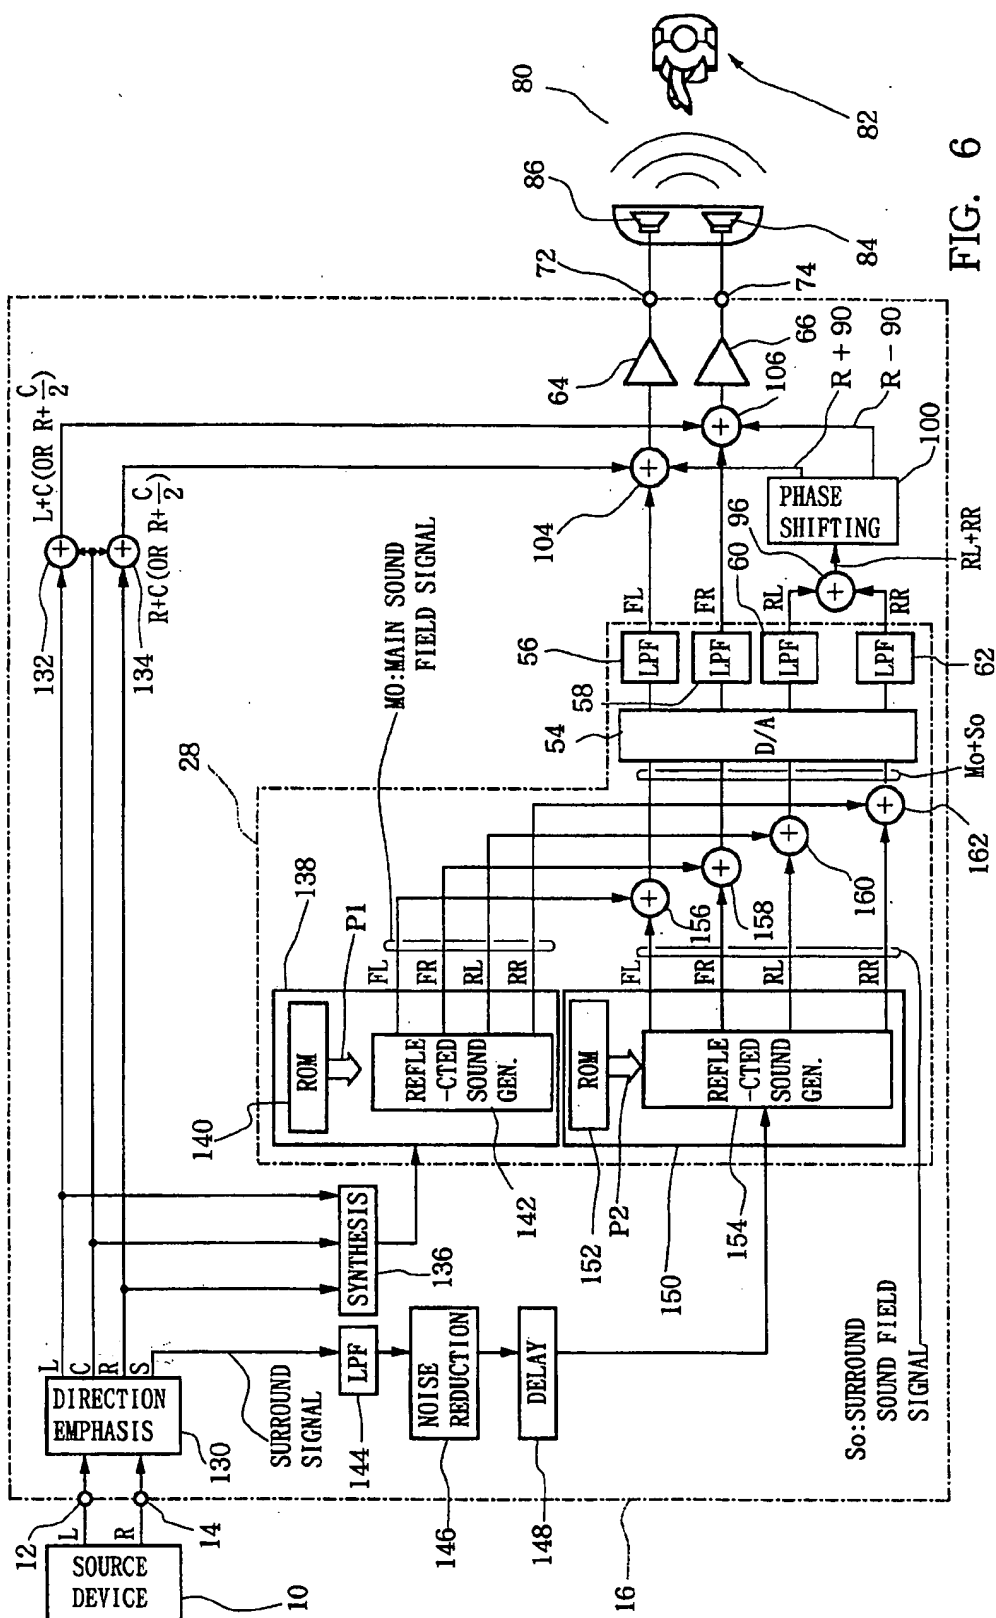 SOURCE
DEVICE
10
L
R
12
14
DIRECTION
EMPHASIS
130
L
C
R
S
SURROUND
SIGNAL
LPF
144
NOISE
REDUCTION
146
DELAY
148
16
SYNTHESIS
136
132
134
L+C(OR R+C/2)
R+C(OR R+C/2)
28
138
ROM
140
P1
REFLE
-CTED
SOUND
GEN.
142
FL
FR
RL
RR
MO:MAIN SOUND
FIELD SIGNAL
ROM
152
P2
REFLE
-CTED
SOUND
GEN.
154
150
FL
FR
RL
RR
So:SURROUND
SOUND FIELD
SIGNAL
156
158
160
162
Mo+So
54
D/A
56
LPF
58
LPF
60
LPF
LPF
62
FL
FR
RL
RR
96
RL+RR
PHASE
SHIFTING
100
R+90
R-90
104
106
64
66
72
74
86
84
80
82
FIG. 6